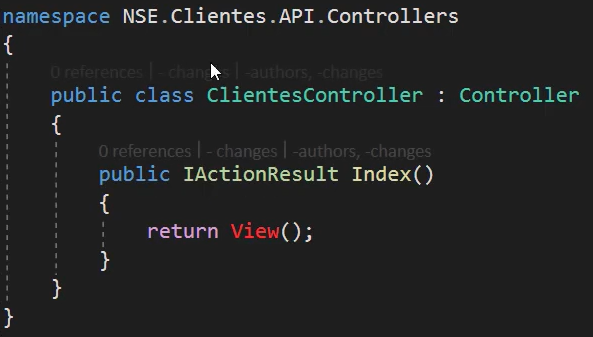 namespace NSE.Clientes.API.Controllers
{
0 references | - changes | -authors, -changes
public class ClientesController : Controller
{
0 references | - changes | -authors, -changes
public IActionResult Index()
{
return View();
}
}
}